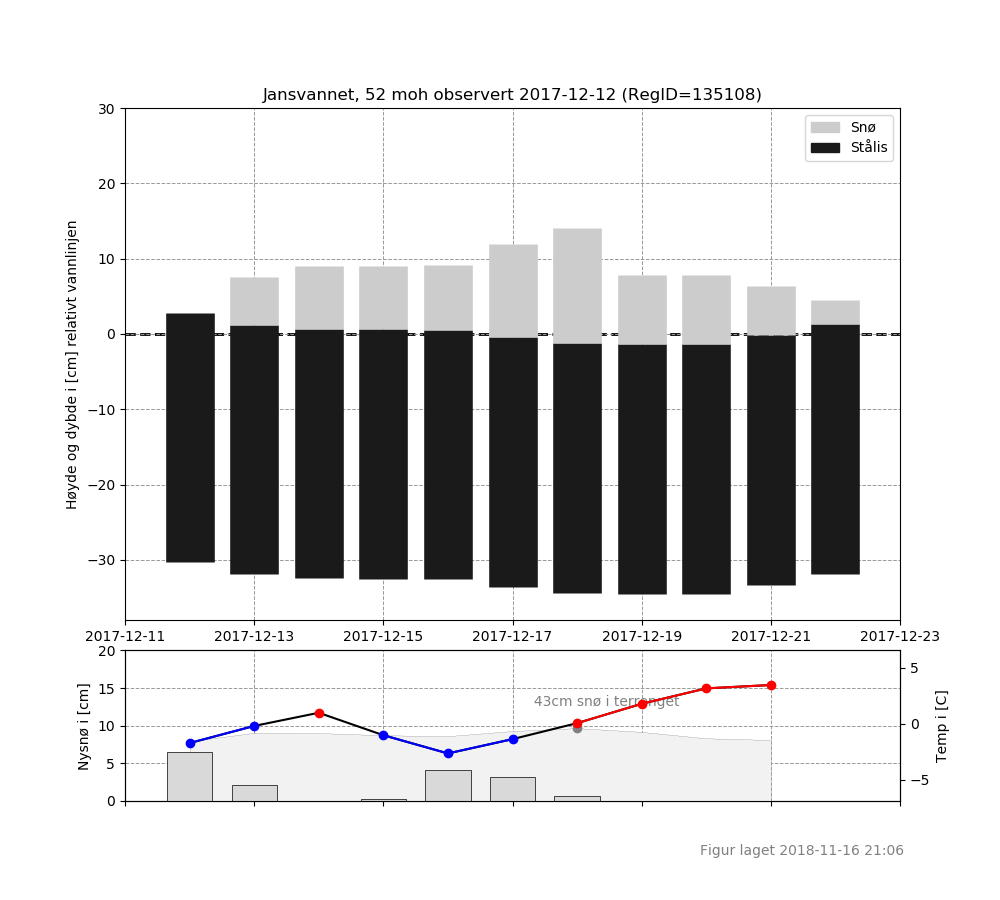 Jansvannet, 52 moh observert 2017-12-12 (RegID=135108)
30
20
10
0
−10
−20
−30
Høyde og dybde i [cm] relativt vannlinjen
Snø
Stålis
2017-12-11 2017-12-13 2017-12-15 2017-12-17 2017-12-19 2017-12-21 2017-12-23
20
15
10
5
0
Nysnø i [cm]
43cm snø i terrenget
5
0
−5
Temp i [C]
Figur laget 2018-11-16 21:06